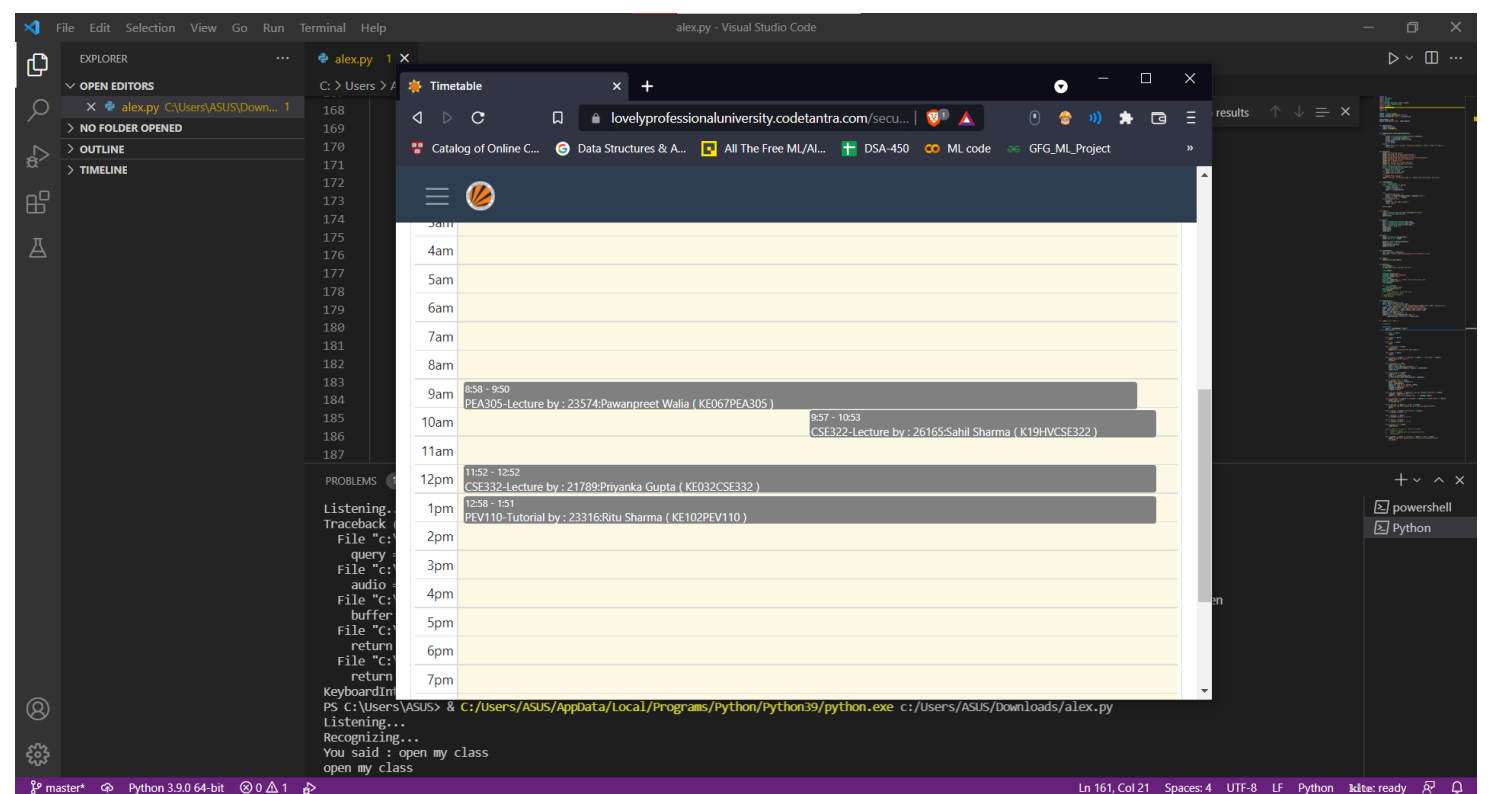 File Edit Selection View Go Run Terminal Help
alex.py - Visual Studio Code
EXPLORER
OPEN EDITORS
alex.py C:\Users\ASUS\Down... 1
NO FOLDER OPENED
OUTLINE
TIMELINE
alex.py 1
C: > Users > A
168
169
170
171
172
173
174
175
176
177
178
179
180
181
182
183
184
185
186
187
results
Timetable
lovelyprofessionaluniversity.codetantra.com/secu...
Catalog of Online C... Data Structures & A... All The Free ML/AI... DSA-450 ML code GFG_ML_Project »
3am
4am
5am
6am
7am
8am
9am
8:58 - 9:50
PEA305-Lecture by : 23574:Pawanpreet Walia ( KE067PEA305 )
10am
9:57 - 10:53
CSE322-Lecture by : 26165:Sahil Sharma ( K19HVCSE322 )
11am
12pm
11:52 - 12:52
CSE332-Lecture by : 21789:Priyanka Gupta ( KE032CSE332 )
1pm
12:58 - 1:51
PEV110-Tutorial by : 23316:Ritu Sharma ( KE102PEV110 )
2pm
3pm
4pm
5pm
6pm
7pm
PROBLEMS 1
powershell
Python
Listening..
Traceback (
File "c:\
query =
File "c:\
audio =
File "C:\
en
buffer
File "C:\
return
File "C:\
return
KeyboardInt
PS C:\Users\ASUS> & C:/Users/ASUS/AppData/Local/Programs/Python/Python39/python.exe c:/Users/ASUS/Downloads/alex.py
Listening...
Recognizing...
You said : open my class
open my class
master* Python 3.9.0 64-bit 0 1
Ln 161, Col 21 Spaces: 4 UTF-8 LF Python kite: ready